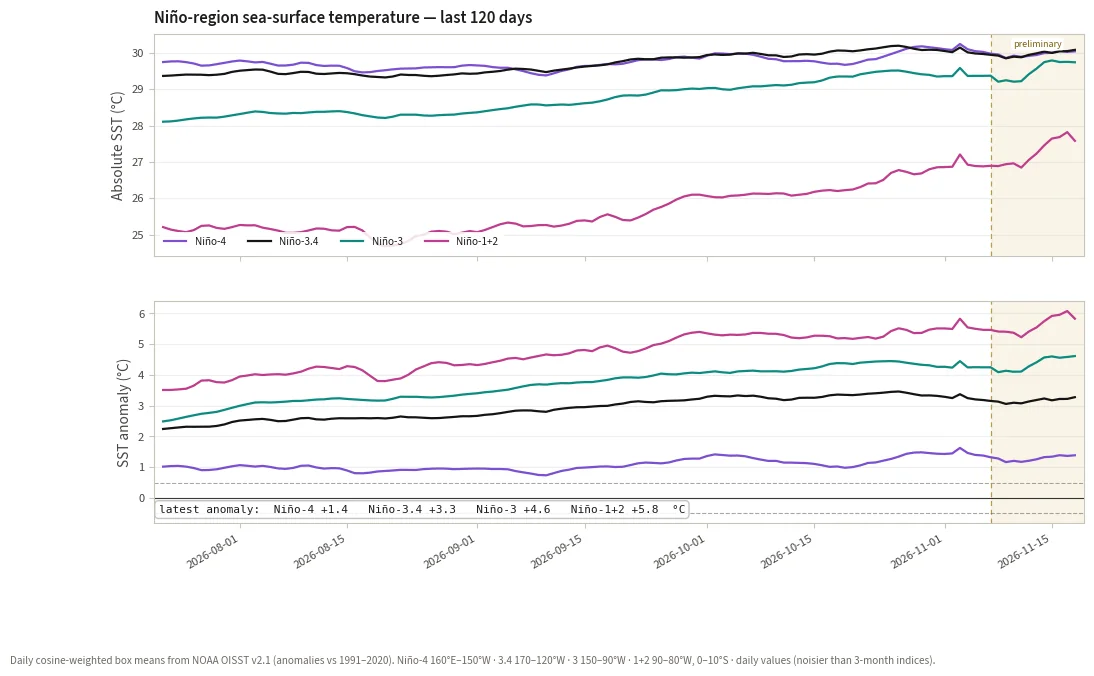 Niño-region sea-surface temperature — last 120 days
preliminary
Absolute SST (°C)
30
29
28
27
26
25
Niño-4 Niño-3.4 Niño-3 Niño-1+2
SST anomaly (°C)
6
5
4
3
2
1
0
latest anomaly: Niño-4 +1.4 Niño-3.4 +3.3 Niño-3 +4.6 Niño-1+2 +5.8 °C
2026-08-01 2026-08-15 2026-09-01 2026-09-15 2026-10-01 2026-10-15 2026-11-01 2026-11-15
Daily cosine-weighted box means from NOAA OISST v2.1 (anomalies vs 1991–2020). Niño-4 160°E–150°W · 3.4 170–120°W · 3 150–90°W · 1+2 90–80°W, 0–10°S · daily values (noisier than 3-month indices).